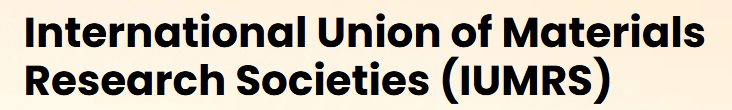 International Union of Materials
Research Societies (IUMRS)